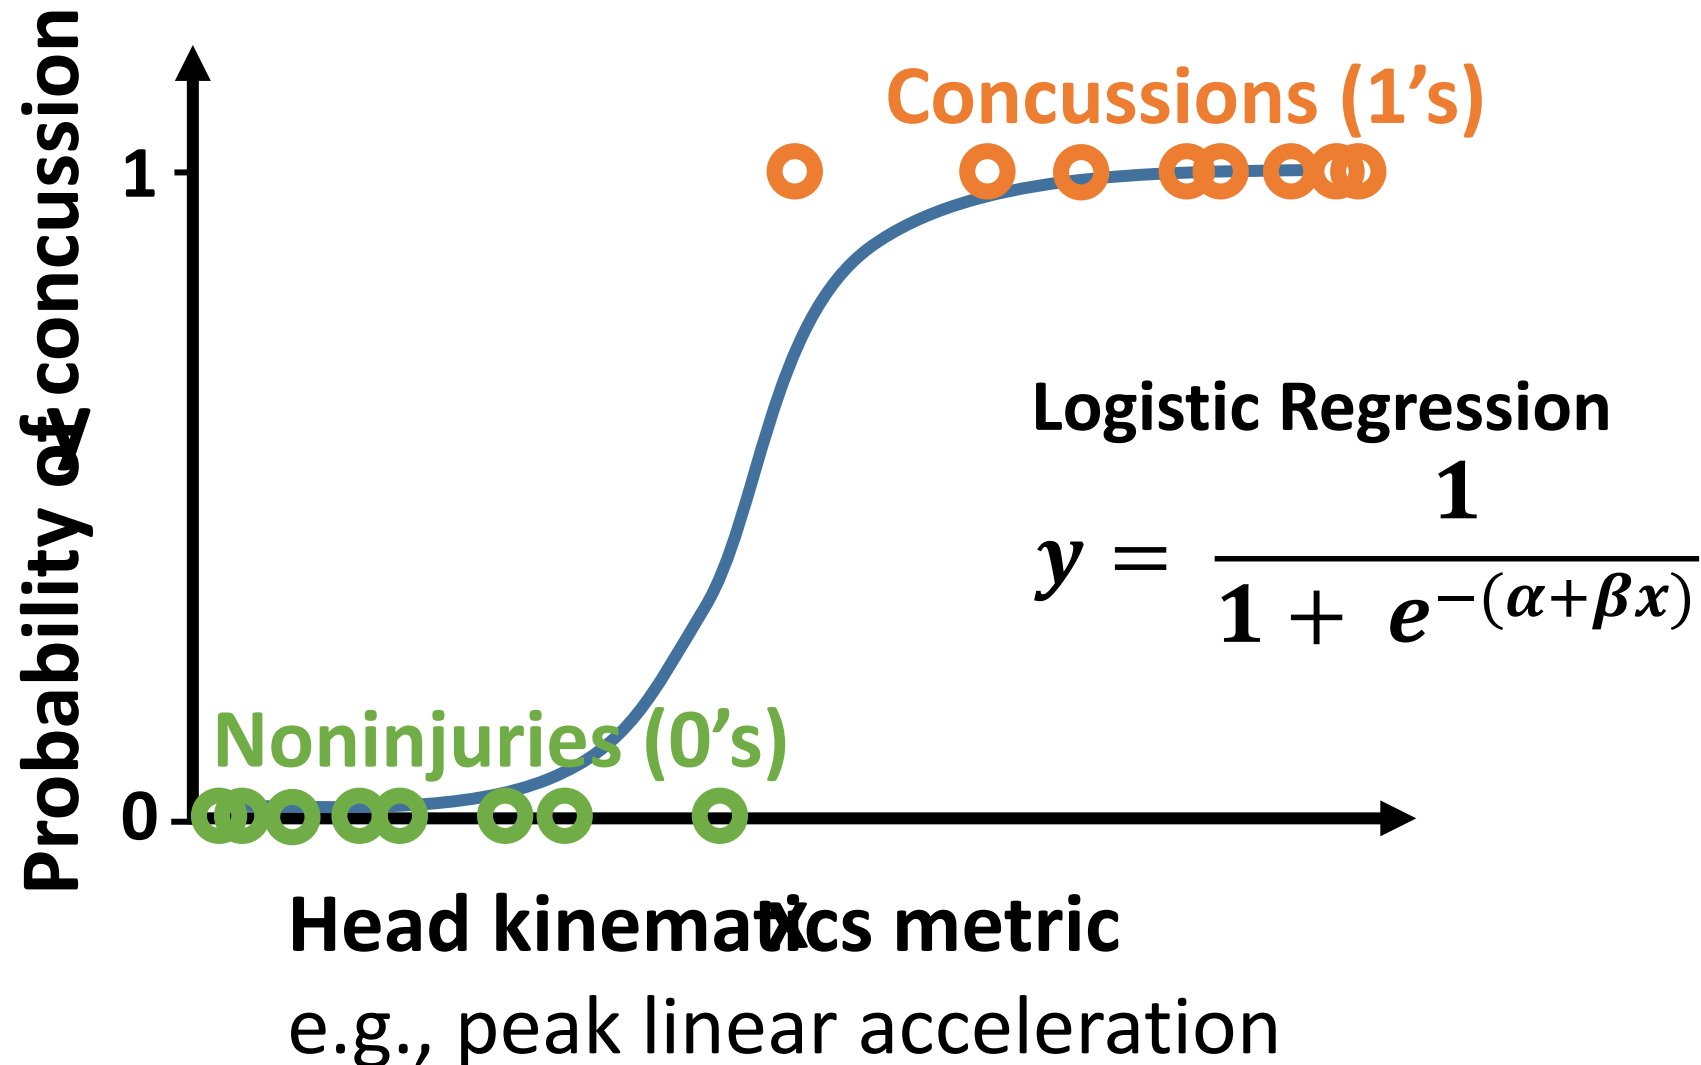 Probability of concussion
y
Concussions (1’s)
1
Logistic Regression
y = 1 / (1 + e^−(α+βx))
Noninjuries (0’s)
0
Head kinematics metric
x
e.g., peak linear acceleration